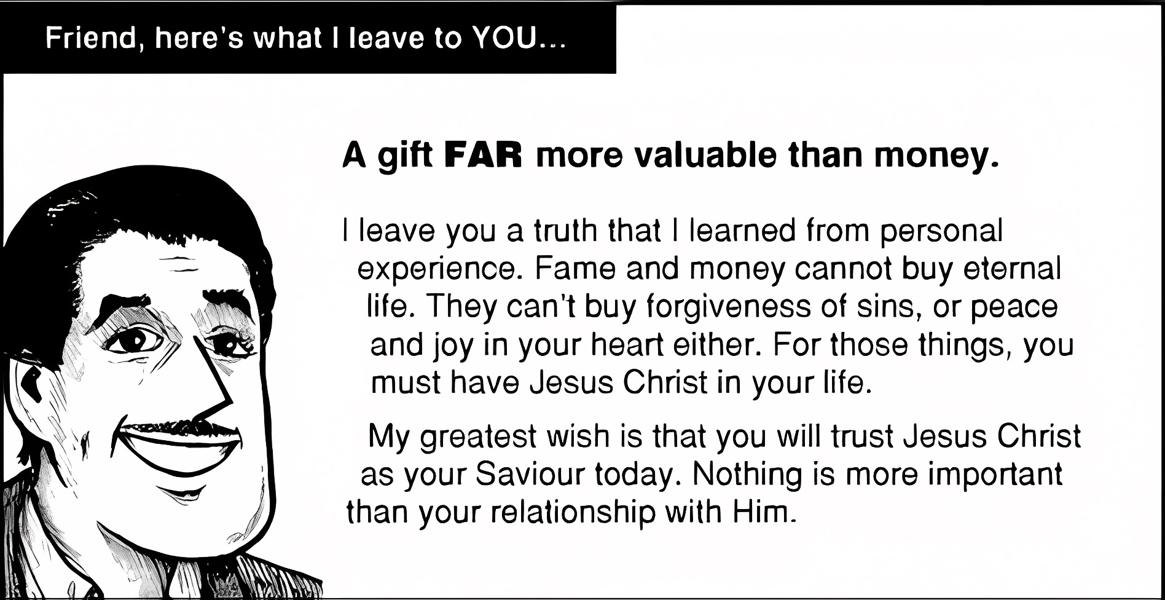 Friend, here's what I leave to YOU...
A gift FAR more valuable than money.
I leave you a truth that I learned from personal
experience. Fame and money cannot buy eternal
life. They can't buy forgiveness of sins, or peace
and joy in your heart either. For those things, you
must have Jesus Christ in your life.
My greatest wish is that you will trust Jesus Christ
as your Saviour today. Nothing is more important
than your relationship with Him.